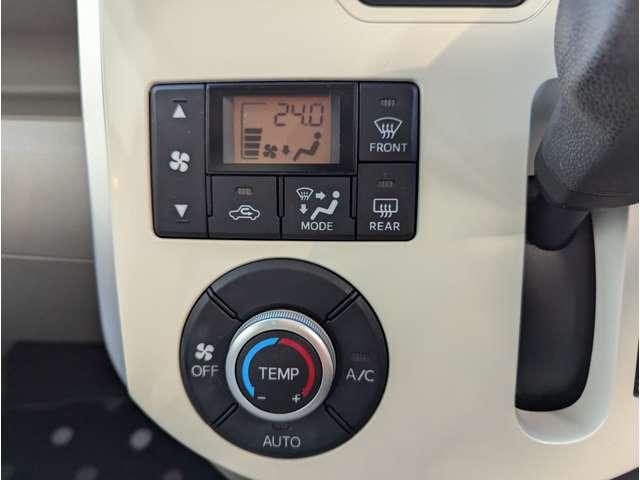 24.0
FRONT
MODE
REAR
OFF
TEMP
- +
A/C
AUTO